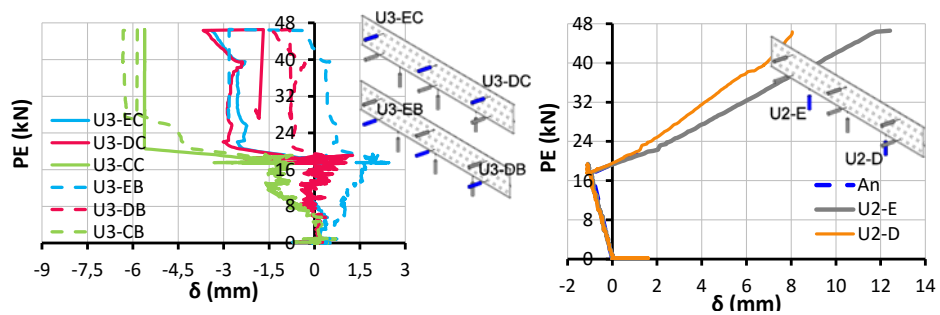 PE (kN)
48
40
32
24
16
8
0
-9
-7,5
-6
-4,5
-3
-1,5
0
1,5
3
δ (mm)
U3-EC
U3-DC
U3-CC
U3-EB
U3-DB
U3-CB
U3-EC
U3-DC
U3-EB
U3-DB
PE (kN)
48
40
32
24
16
8
0
-2
0
2
4
6
8
10
12
14
δ (mm)
U2-E
U2-D
An
U2-E
U2-D